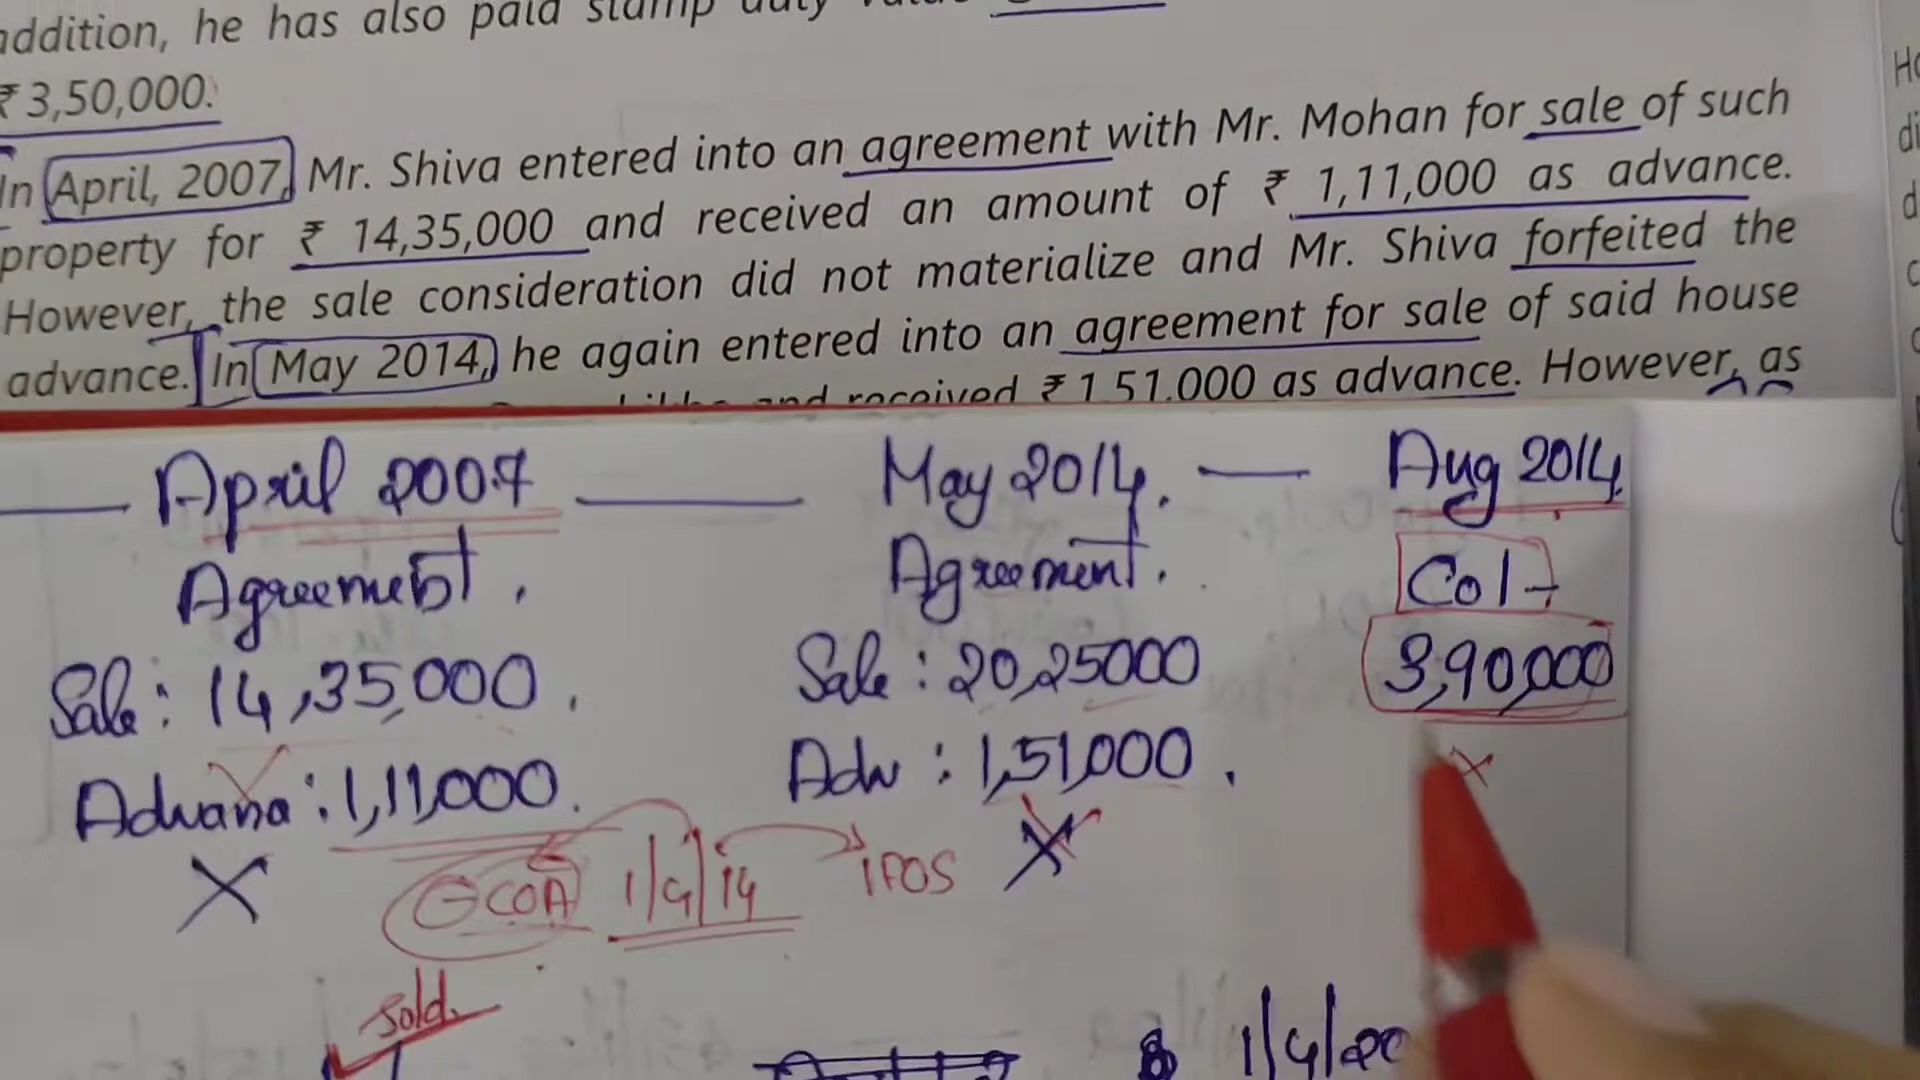 addition, he has also paid stamp duty value
₹ 3,50,000.
In April, 2007, Mr. Shiva entered into an agreement with Mr. Mohan for sale of such
property for ₹ 14,35,000 and received an amount of ₹ 1,11,000 as advance.
However, the sale consideration did not materialize and Mr. Shiva forfeited the
advance. In May 2014, he again entered into an agreement for sale of said house
and received ₹ 1,51,000 as advance. However, as
April 2007 May 2014. Aug 2014
Agreement. Agreement. COI
Sale: 14,35,000. Sale: 20,25000 3,90,000
Advana: 1,11,000. Adv: 1,51,000.
COA 1/4/14 IFOS
Sold.
1/4/20